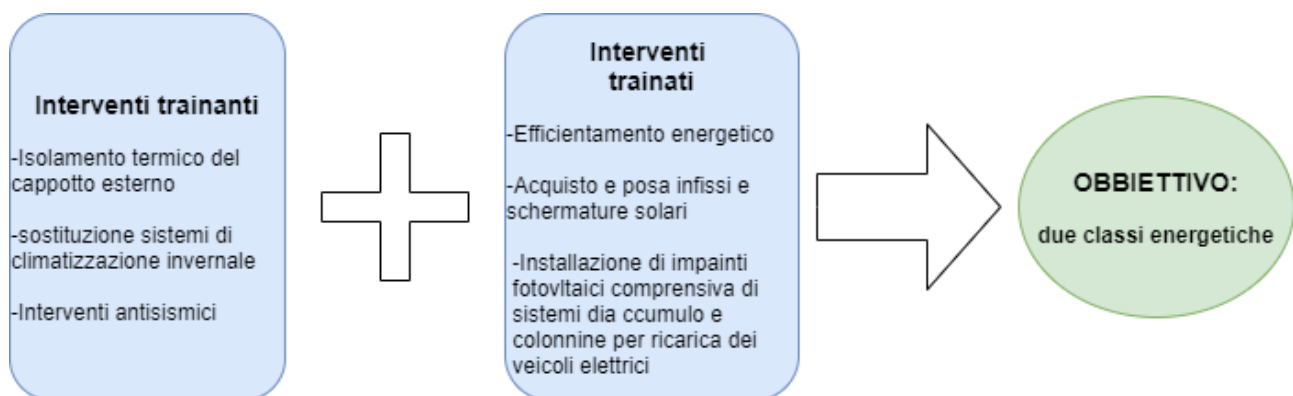 Interventi trainanti
-Isolamento termico del
cappotto esterno
-sostituzione sistemi di
climatizzazione invernale
-Interventi antisismici
Interventi
trainati
-Efficientamento energetico
-Acquisto e posa infissi e
schermature solari
-Installazione di impainti
fotovltaici comprensiva di
sistemi dia ccumulo e
colonnine per ricarica dei
veicoli elettrici
OBBIETTIVO:
due classi energetiche